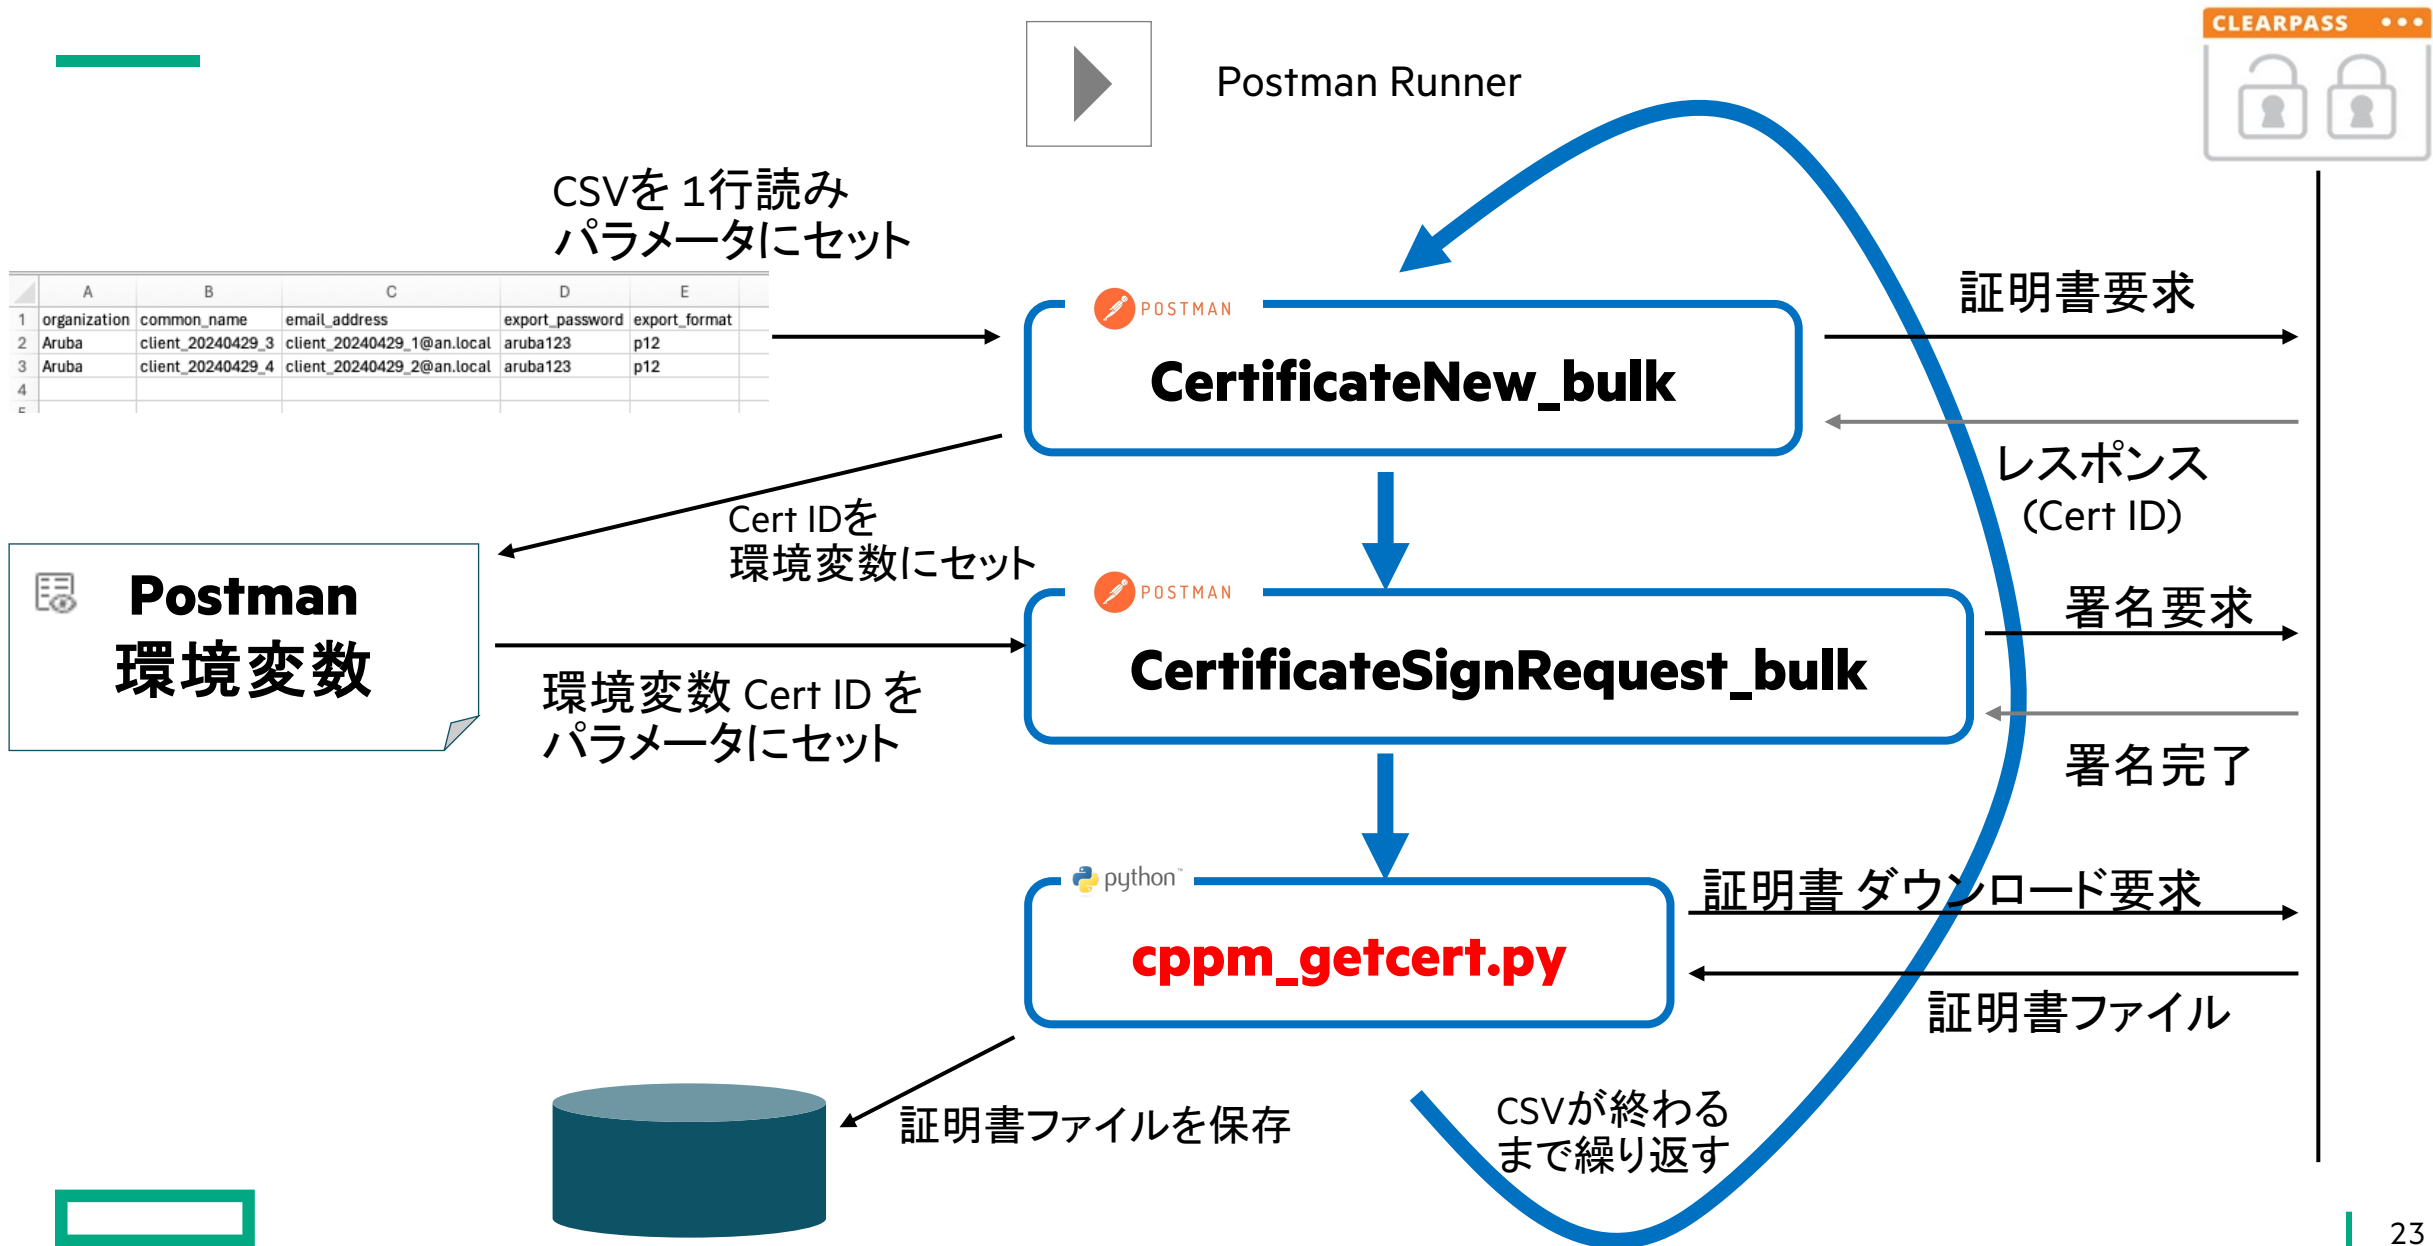 CLEARPASS
Postman Runner
CSVを 1行読み
パラメータにセット
A B C D E
1 organization common_name email_address export_password export_format
2 Aruba client_20240429_3 client_20240429_1@an.local aruba123 p12
3 Aruba client_20240429_4 client_20240429_2@an.local aruba123 p12
4
5
POSTMAN
CertificateNew_bulk
証明書要求
レスポンス
(Cert ID)
Cert IDを
環境変数にセット
Postman
環境変数
環境変数 Cert ID を
パラメータにセット
POSTMAN
CertificateSignRequest_bulk
署名要求
署名完了
python™
cppm_getcert.py
証明書 ダウンロード要求
証明書ファイル
証明書ファイルを保存
CSVが終わる
まで繰り返す
23